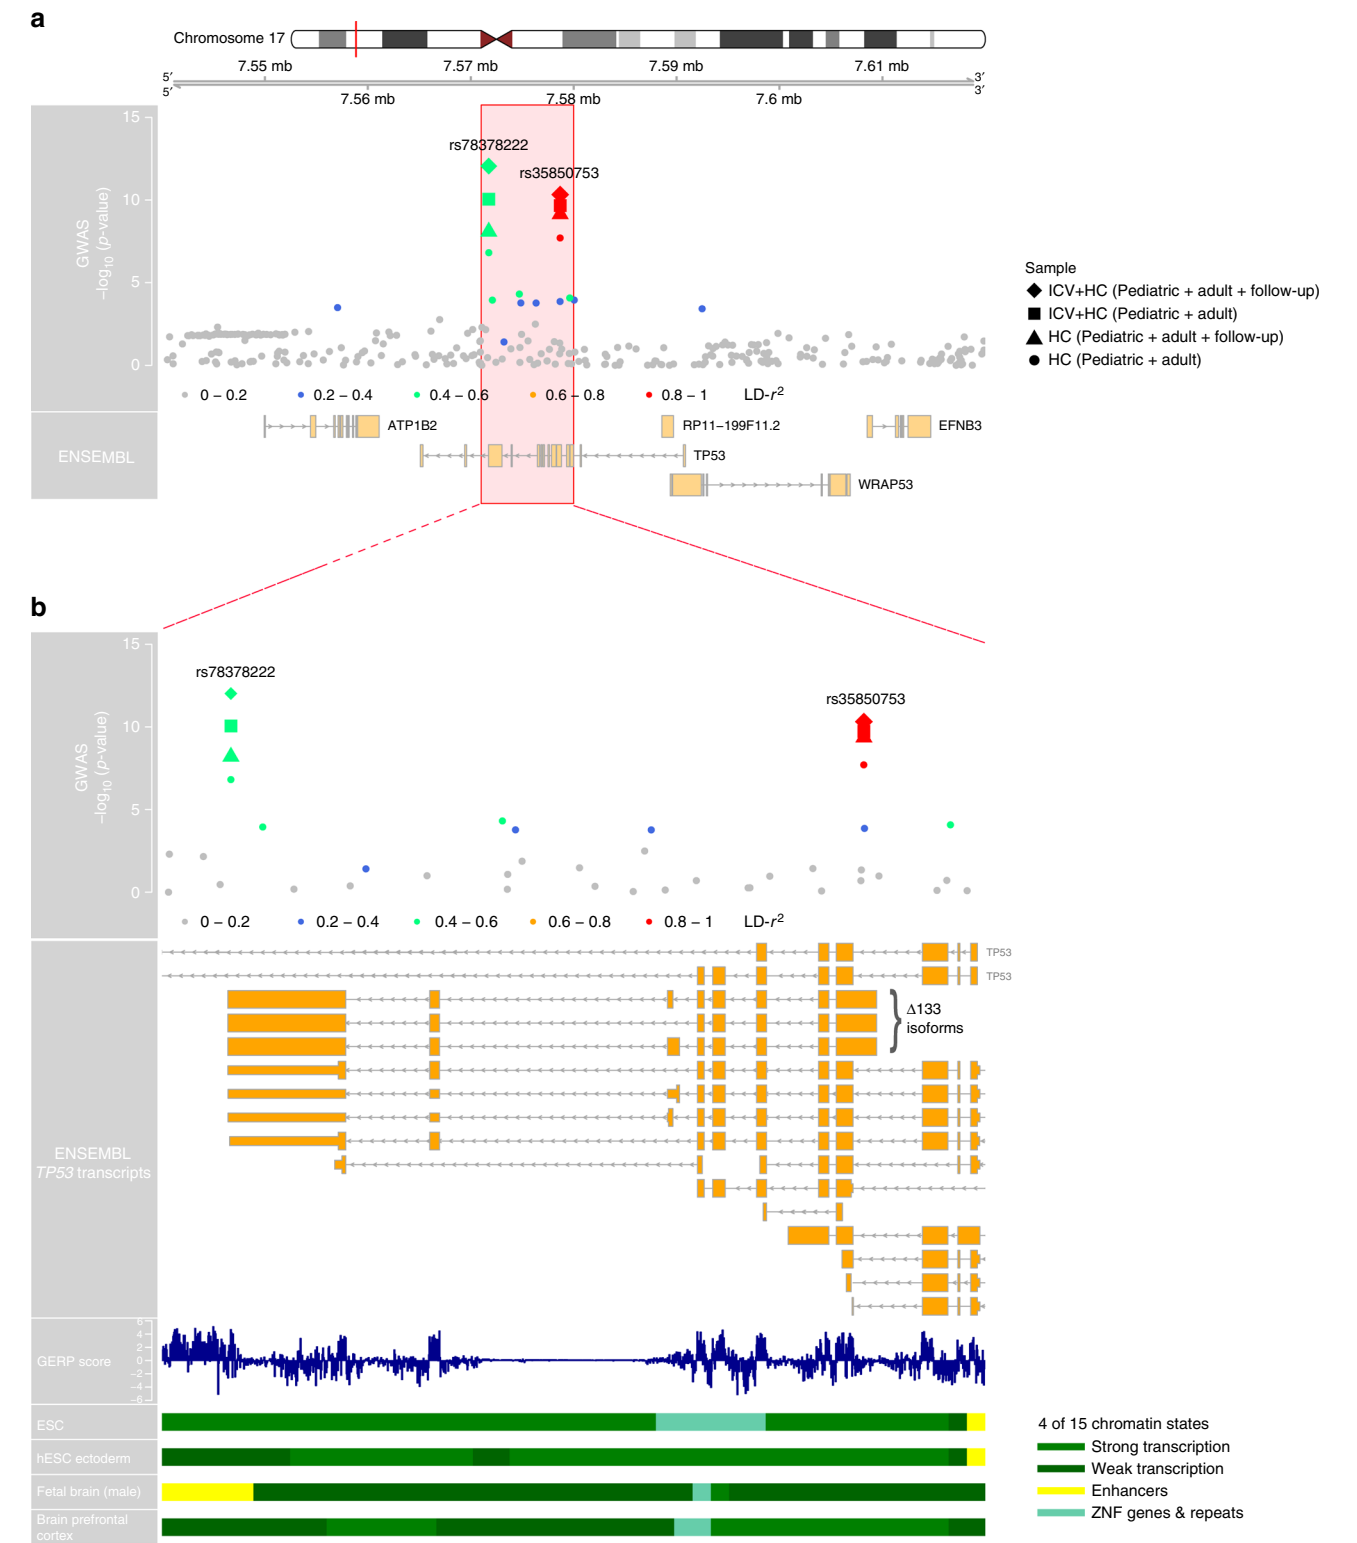 a
Chromosome 17
7.55 mb 7.57 mb 7.59 mb 7.61 mb
5′ 3′
5′ 3′
7.56 mb 7.58 mb 7.6 mb
15
10
5
0
GWAS
−log10 (p-value)
rs78378222
rs35850753
Sample
ICV+HC (Pediatric + adult + follow-up)
ICV+HC (Pediatric + adult)
HC (Pediatric + adult + follow-up)
HC (Pediatric + adult)
0 – 0.2 0.2 – 0.4 0.4 – 0.6 0.6 – 0.8 0.8 – 1 LD-r2
ENSEMBL
ATP1B2 RP11−199F11.2 EFNB3
TP53
WRAP53
b
15
10
5
0
GWAS
−log10 (p-value)
rs78378222
rs35850753
0 – 0.2 0.2 – 0.4 0.4 – 0.6 0.6 – 0.8 0.8 – 1 LD-r2
TP53
TP53
Δ133
isoforms
ENSEMBL
TP53 transcripts
GERP score
6
4
2
0
−2
−4
−6
ESC
hESC ectoderm
Fetal brain (male)
Brain prefrontal
cortex
4 of 15 chromatin states
Strong transcription
Weak transcription
Enhancers
ZNF genes & repeats